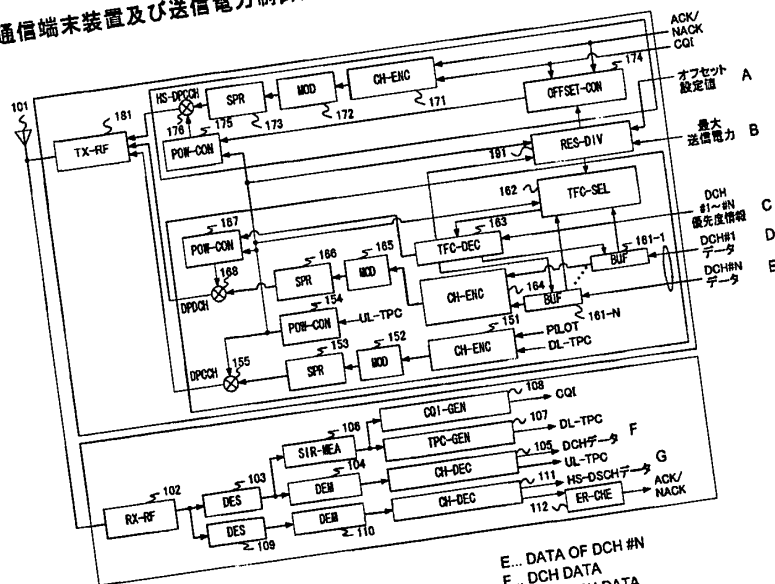 通信端末装置及び送信電力制
ACK/
NACK
CQI
174
101
181
HS-DPCCH
SPR
MOD
CH-ENC
OFFSET-CON
オフセット
設定値
A
171
172
173
176
175
TX-RF
POW-CON
191
RES-DIV
最大
送信電力
B
162
TFC-SEL
DCH
#1~#N
優先度情報
C
167
163
POW-CON
TFC-DEC
161-1
BUF
DCH#1
データ
D
168
166
165
SPR
MOD
164
CH-ENC
BUF
DCH#N
データ
E
DPDCH
154
161-N
POW-CON
UL-TPC
151
PILOT
DL-TPC
155
153
152
DPCCH
SPR
MOD
CH-ENC
108
CQI-GEN
CQI
106
107
SIR-MEA
TPC-GEN
DL-TPC
105
DCHデータ
F
UL-TPC
102
103
104
RX-RF
DES
DEM
CH-DEC
111
HS-DSCHデータ
G
ACK/
NACK
DES
109
DEM
110
CH-DEC
112
ER-CHE
E... DATA OF DCH #N
F... DCH DATA
DATA